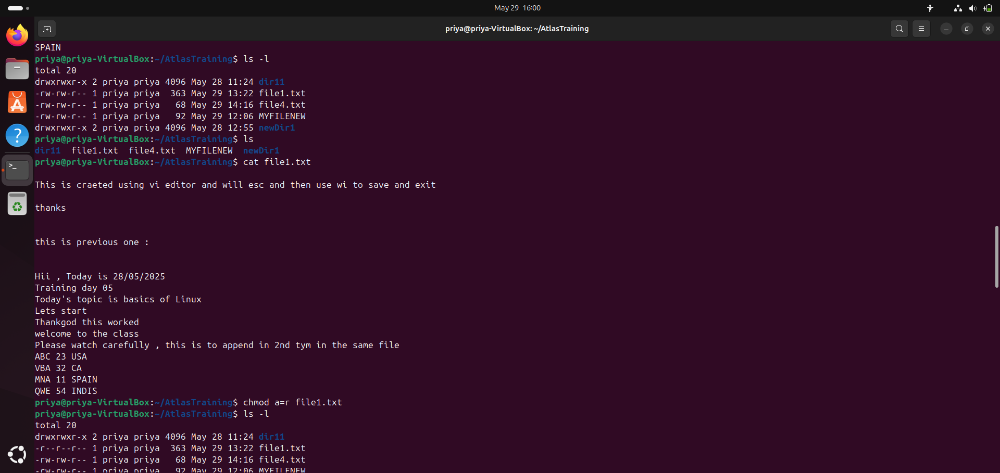 May 29 16:00
priya@priya-VirtualBox: ~/AtlasTraining
SPAIN
priya@priya-VirtualBox:~/AtlasTraining$ ls -l
total 20
drwxrwxr-x 2 priya priya 4096 May 28 11:24 dir11
-rw-rw-r-- 1 priya priya  363 May 29 13:22 file1.txt
-rw-rw-r-- 1 priya priya   68 May 29 14:16 file4.txt
-rw-rw-r-- 1 priya priya   92 May 29 12:06 MYFILENEW
drwxrwxr-x 2 priya priya 4096 May 28 12:55 newDir1
priya@priya-VirtualBox:~/AtlasTraining$ ls
dir11  file1.txt  file4.txt  MYFILENEW  newDir1
priya@priya-VirtualBox:~/AtlasTraining$ cat file1.txt
This is craeted using vi editor and will esc and then use wi to save and exit
thanks
this is previous one :
Hii , Today is 28/05/2025
Training day 05
Today's topic is basics of Linux
Lets start
Thankgod this worked
welcome to the class
Please watch carefully , this is to append in 2nd tym in the same file
ABC 23 USA
VBA 32 CA
MNA 11 SPAIN
QWE 54 INDIS
priya@priya-VirtualBox:~/AtlasTraining$ chmod a=r file1.txt
priya@priya-VirtualBox:~/AtlasTraining$ ls -l
total 20
drwxrwxr-x 2 priya priya 4096 May 28 11:24 dir11
-r--r--r-- 1 priya priya  363 May 29 13:22 file1.txt
-rw-rw-r-- 1 priya priya   68 May 29 14:16 file4.txt
-rw-rw-r-- 1 priya priya   92 May 29 12:06 MYFILENEW